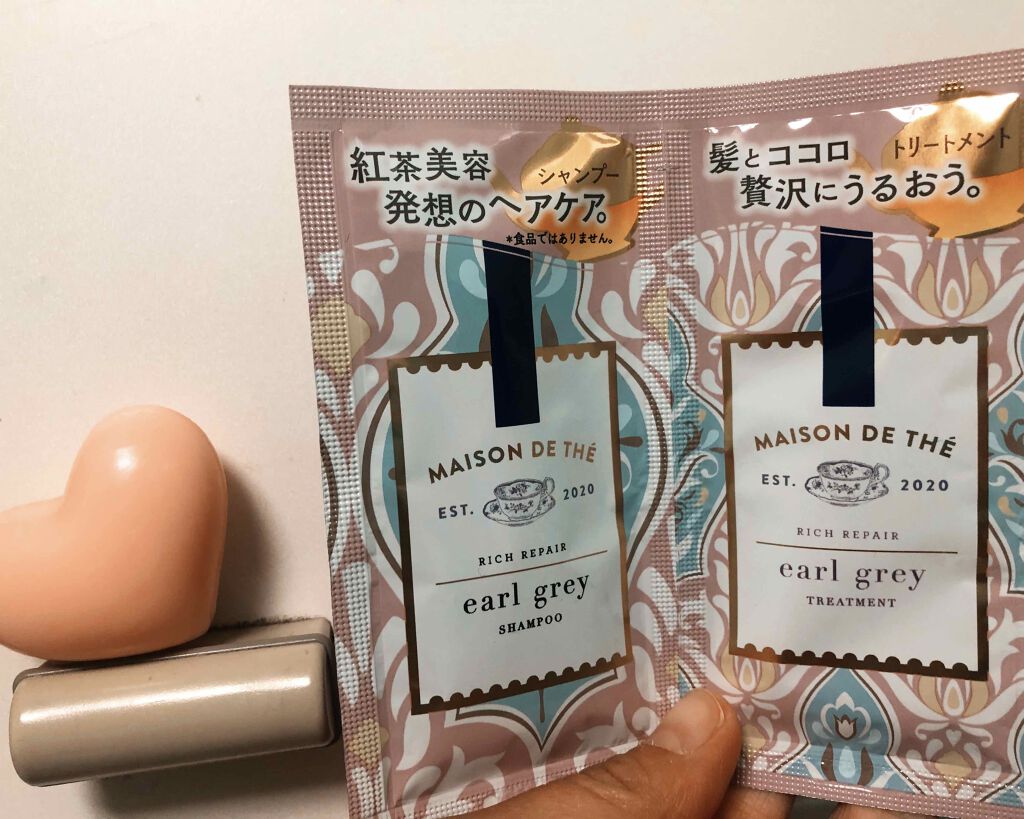 紅茶美容
発想のヘアケア。
シャンプー
*食品ではありません。
MAISON DE THÉ
EST. 2020
RICH REPAIR
earl grey
SHAMPOO
髪とココロ
贅沢にうるおう。
トリートメント
MAISON DE THÉ
EST. 2020
RICH REPAIR
earl grey
TREATMENT